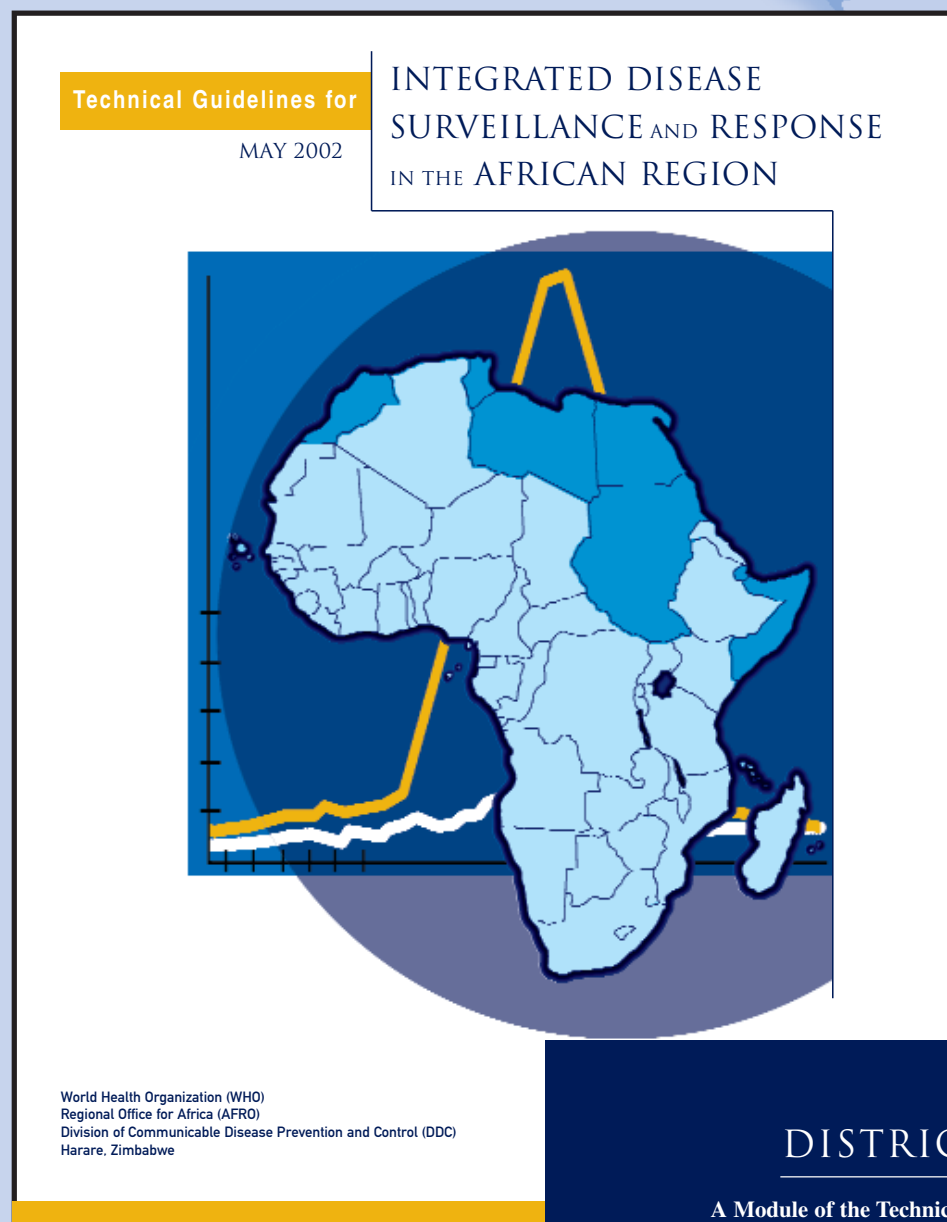 Technical Guidelines for
MAY 2002
INTEGRATED DISEASE
SURVEILLANCE AND RESPONSE
IN THE AFRICAN REGION
World Health Organization (WHO)
Regional Office for Africa (AFRO)
Division of Communicable Disease Prevention and Control (DDC)
Harare, Zimbabwe
A Module of the